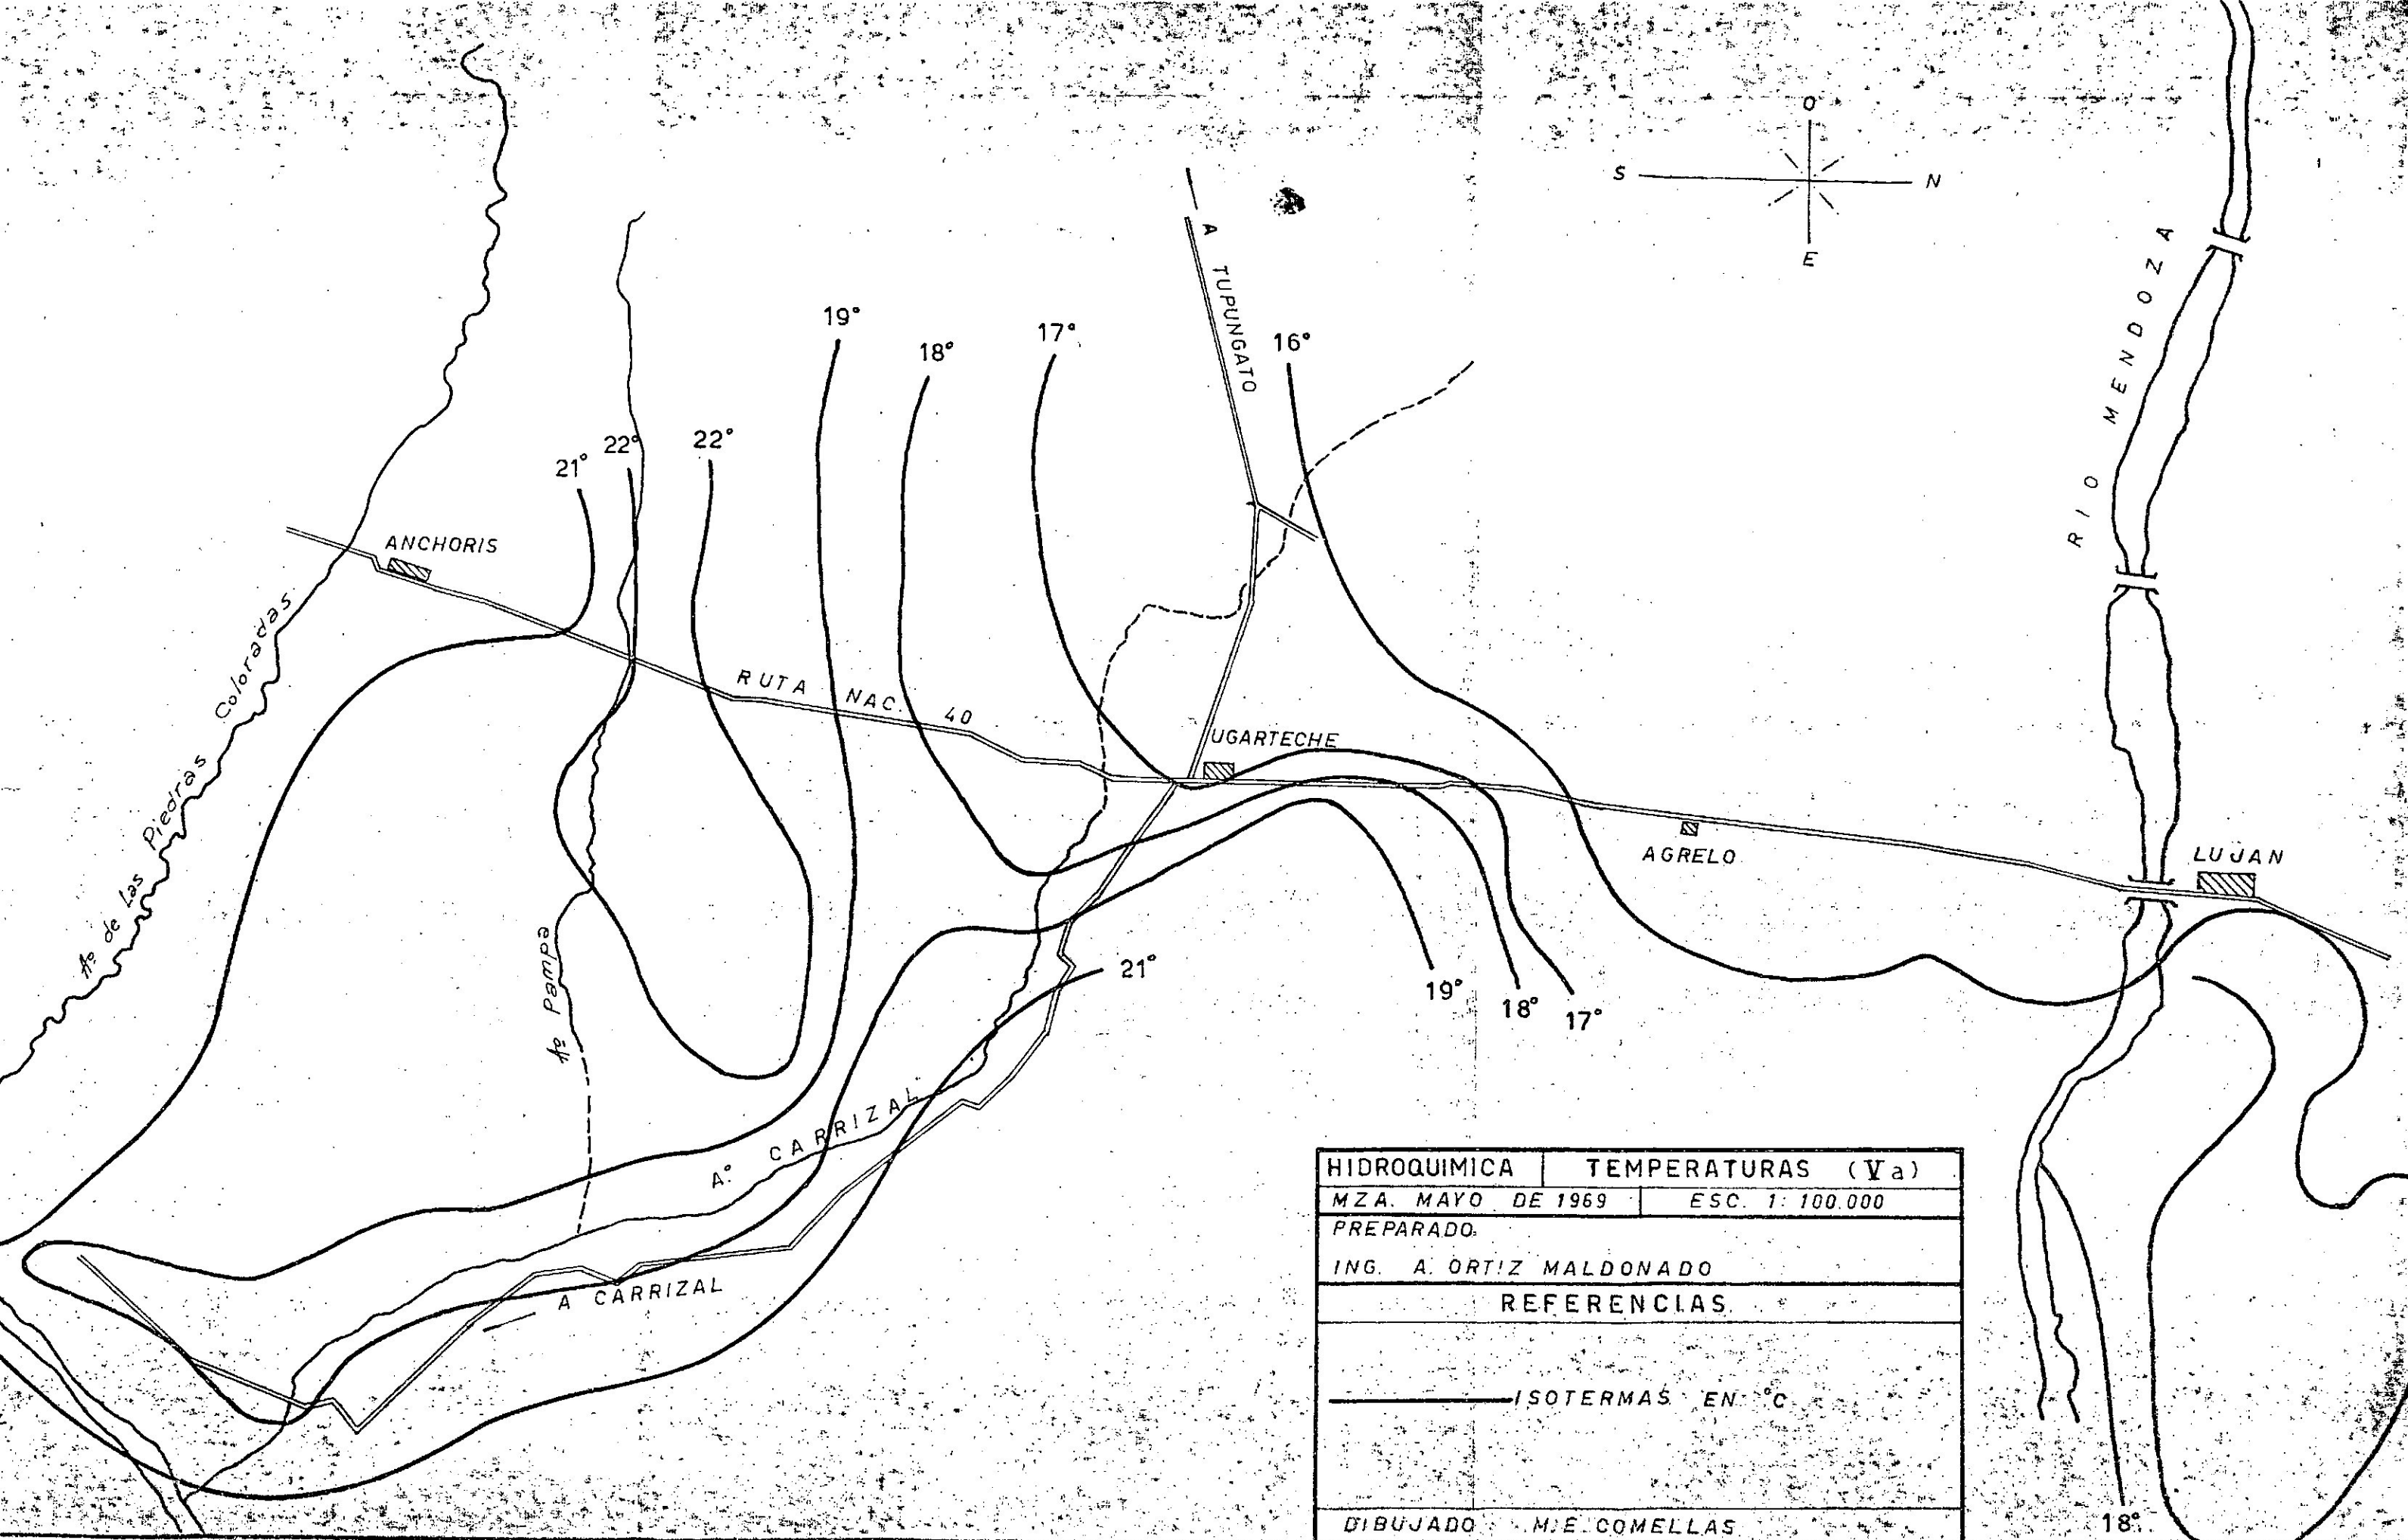 O
S
N
E
RIO MENDOZA
A TUPUNGATO
19°
18°
17°
16°
21°
22°
22°
ANCHORIS
RUTA NAC. 40
UGARTECHE
AGRELO
LUJAN
Aº de Las Piedras Coloradas
Aº Pampa
21°
19°
18°
17°
Aº CARRIZAL
A CARRIZAL
HIDROQUIMICA TEMPERATURAS (Va)
MZA. MAYO DE 1969 ESC. 1:100.000
PREPARADO:
ING. A. ORTIZ MALDONADO
REFERENCIAS
ISOTERMAS EN °C
DIBUJADO M.E. COMELLAS
18°